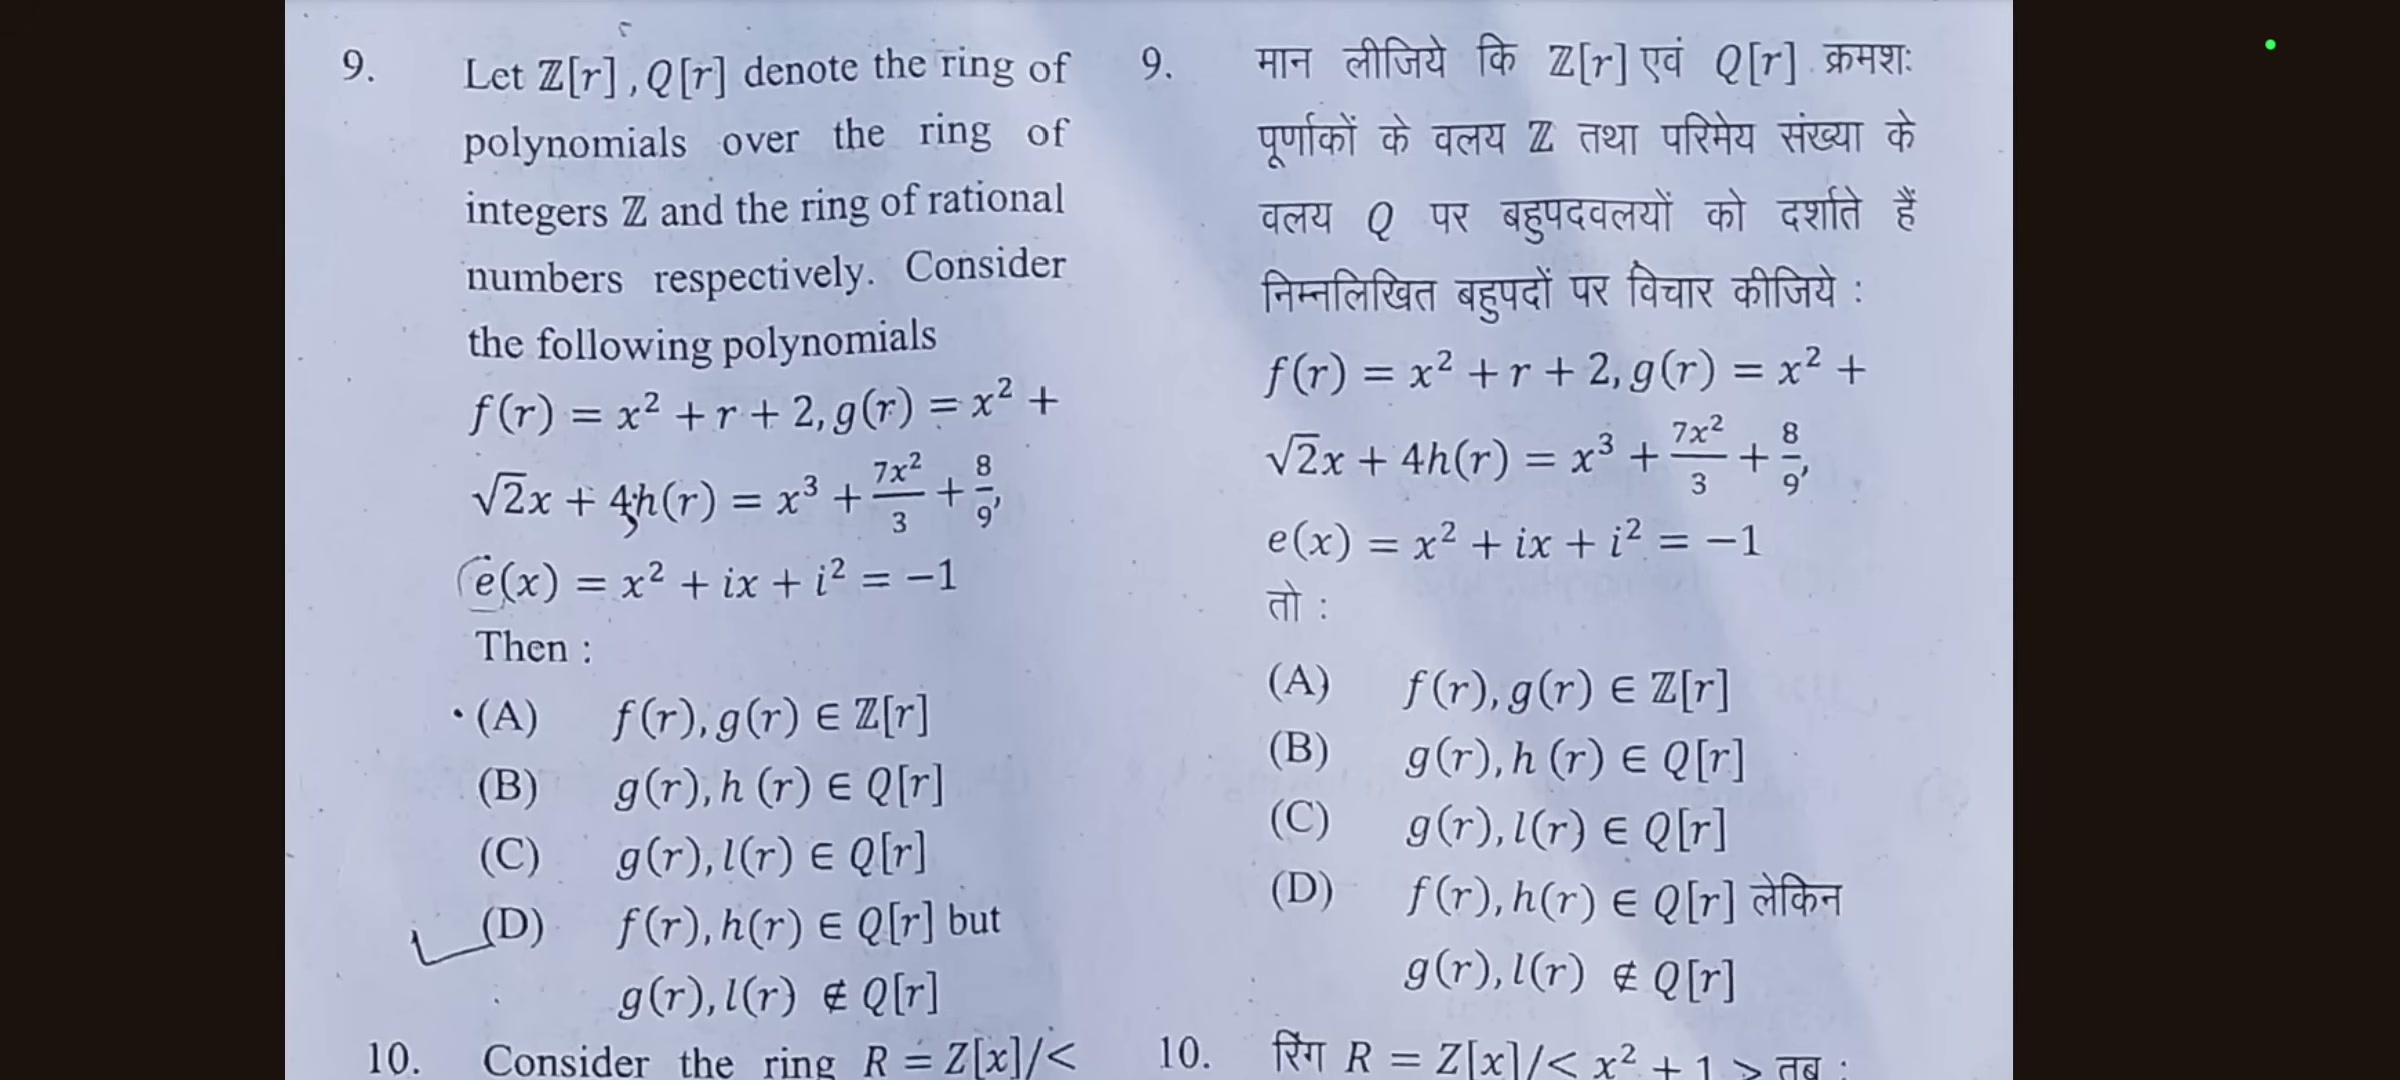 9.
Let ℤ[r], Q[r] denote the ring of
polynomials over the ring of
integers ℤ and the ring of rational
numbers respectively. Consider
the following polynomials
f(r) = x² + r + 2, g(r) = x² +
√2x + 4h(r) = x³ + 7x²/3 + 8/9,
e(x) = x² + ix + i² = −1
Then :
(A) f(r), g(r) ∈ ℤ[r]
(B) g(r), h (r) ∈ Q[r]
(C) g(r), l(r) ∈ Q[r]
(D) f(r), h(r) ∈ Q[r] but
g(r), l(r) ∉ Q[r]
10. Consider the ring R = Z[x]/<
9.
मान लीजिये कि ℤ[r] एवं Q[r] क्रमशः
पूर्णाकों के वलय ℤ तथा परिमेय संख्या के
वलय Q पर बहुपदवलयों को दर्शाते हैं
निम्नलिखित बहुपदों पर विचार कीजिये :
f(r) = x² + r + 2, g(r) = x² +
√2x + 4h(r) = x³ + 7x²/3 + 8/9,
e(x) = x² + ix + i² = −1
तो :
(A) f(r), g(r) ∈ ℤ[r]
(B) g(r), h (r) ∈ Q[r]
(C) g(r), l(r) ∈ Q[r]
(D) f(r), h(r) ∈ Q[r] लेकिन
g(r), l(r) ∉ Q[r]
10. रिंग R = Z[x]/< x² + 1 > तब :